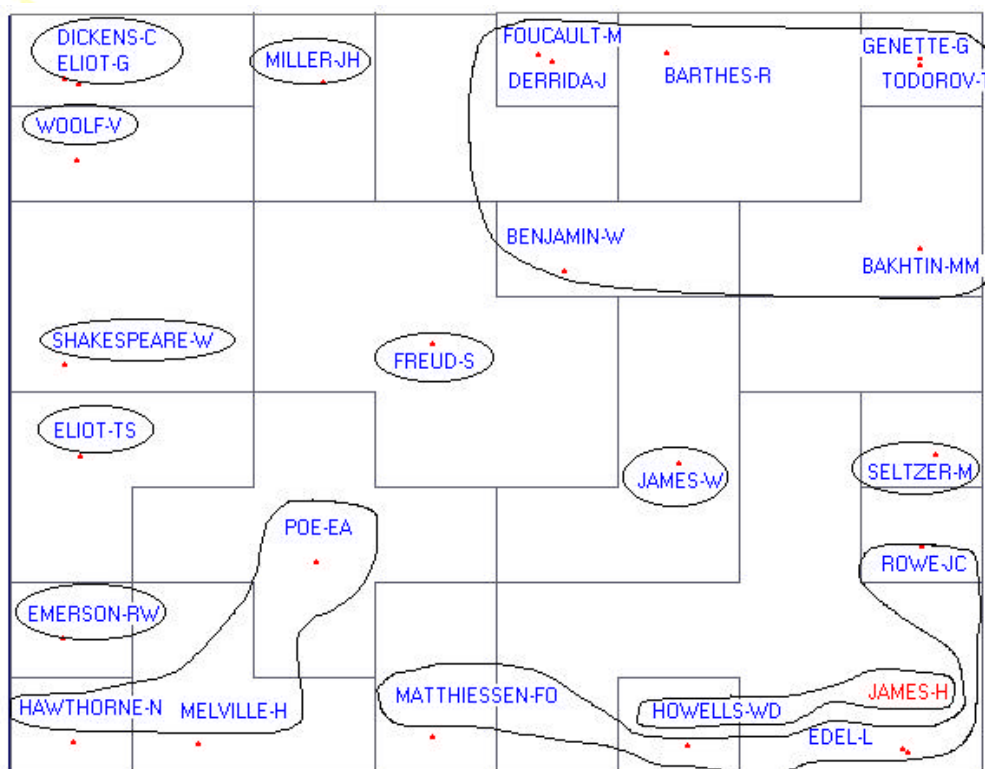 DICKENS-C
ELIOT-G
MILLER-JH
FOUCAULT-M
DERRIDA-J
BARTHES-R
GENETTE-G
TODOROV-T
WOOLF-V
BENJAMIN-W
BAKHTIN-MM
SHAKESPEARE-W
FREUD-S
ELIOT-TS
JAMES-W
SELTZER-M
POE-EA
ROWE-JC
EMERSON-RW
HAWTHORNE-N
MELVILLE-H
MATTHIESSEN-FO
HOWELLS-WD
JAMES-H
EDEL-L